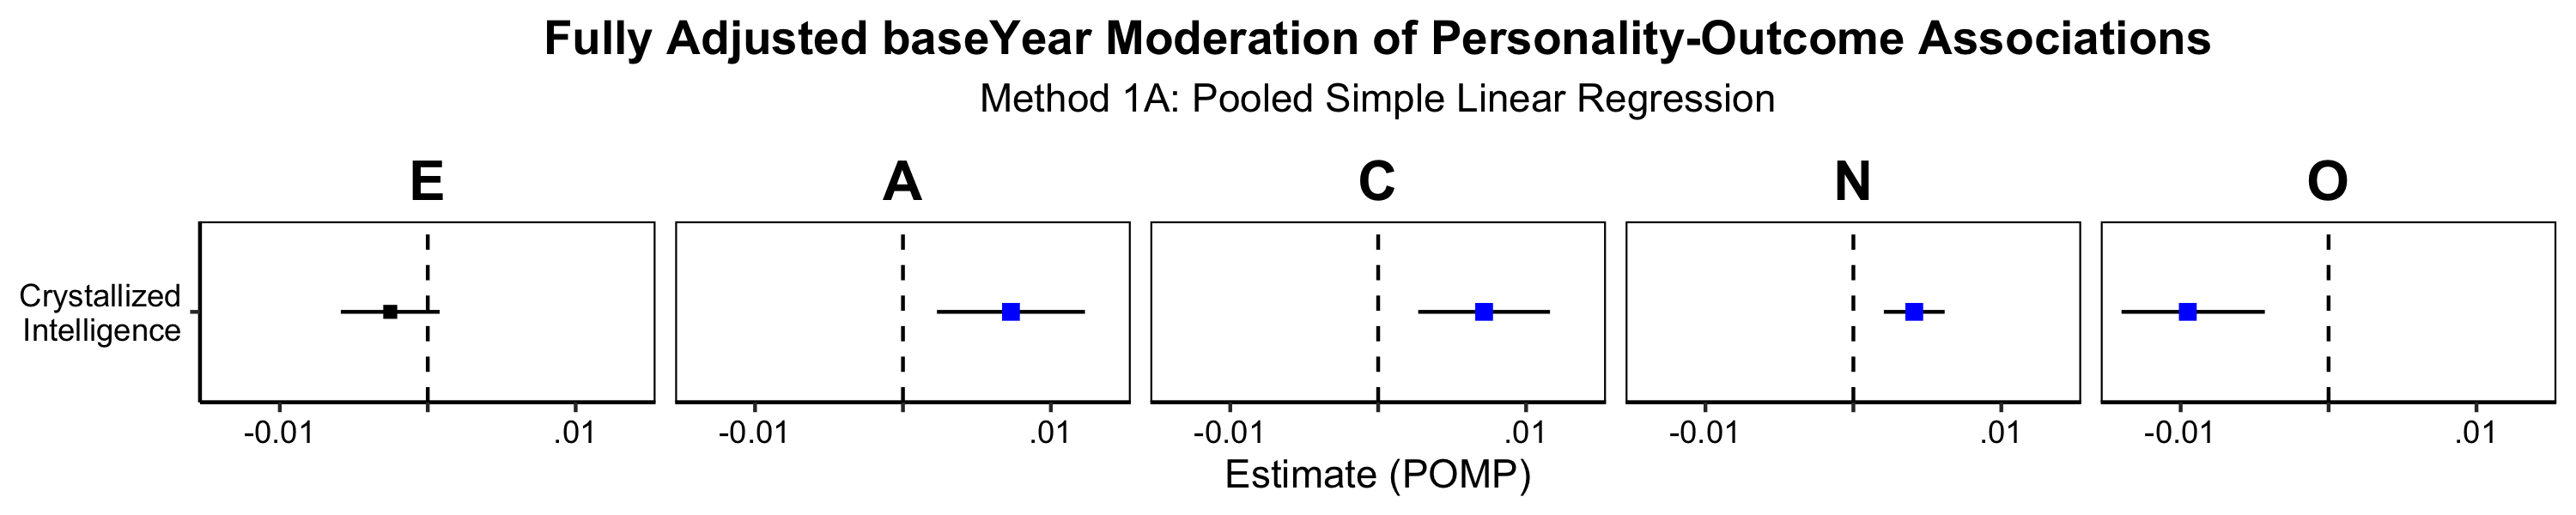 Fully Adjusted baseYear Moderation of Personality-Outcome Associations
Method 1A: Pooled Simple Linear Regression
E A C N O
Crystallized
Intelligence
-0.01 .01 -0.01 .01 -0.01 .01 -0.01 .01 -0.01 .01
Estimate (POMP)